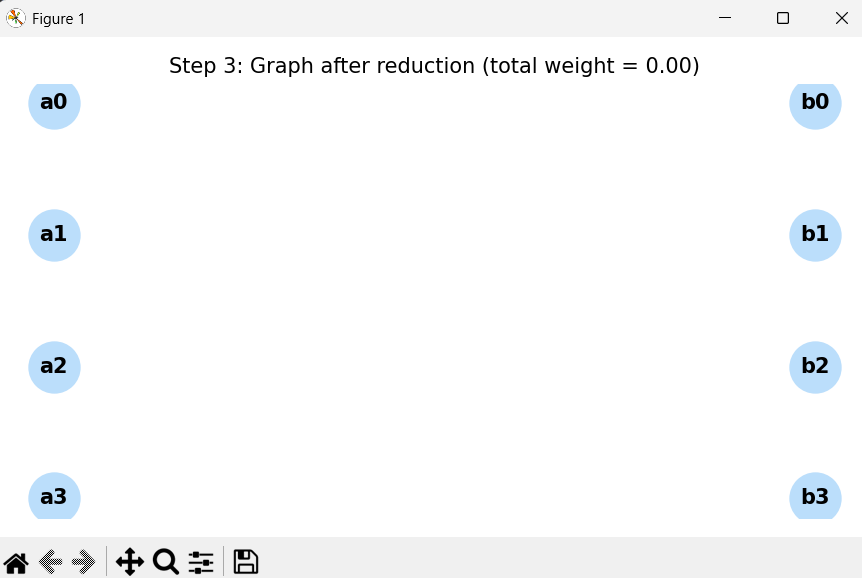 Figure 1
Step 3: Graph after reduction (total weight = 0.00)
a0 b0
a1 b1
a2 b2
a3 b3